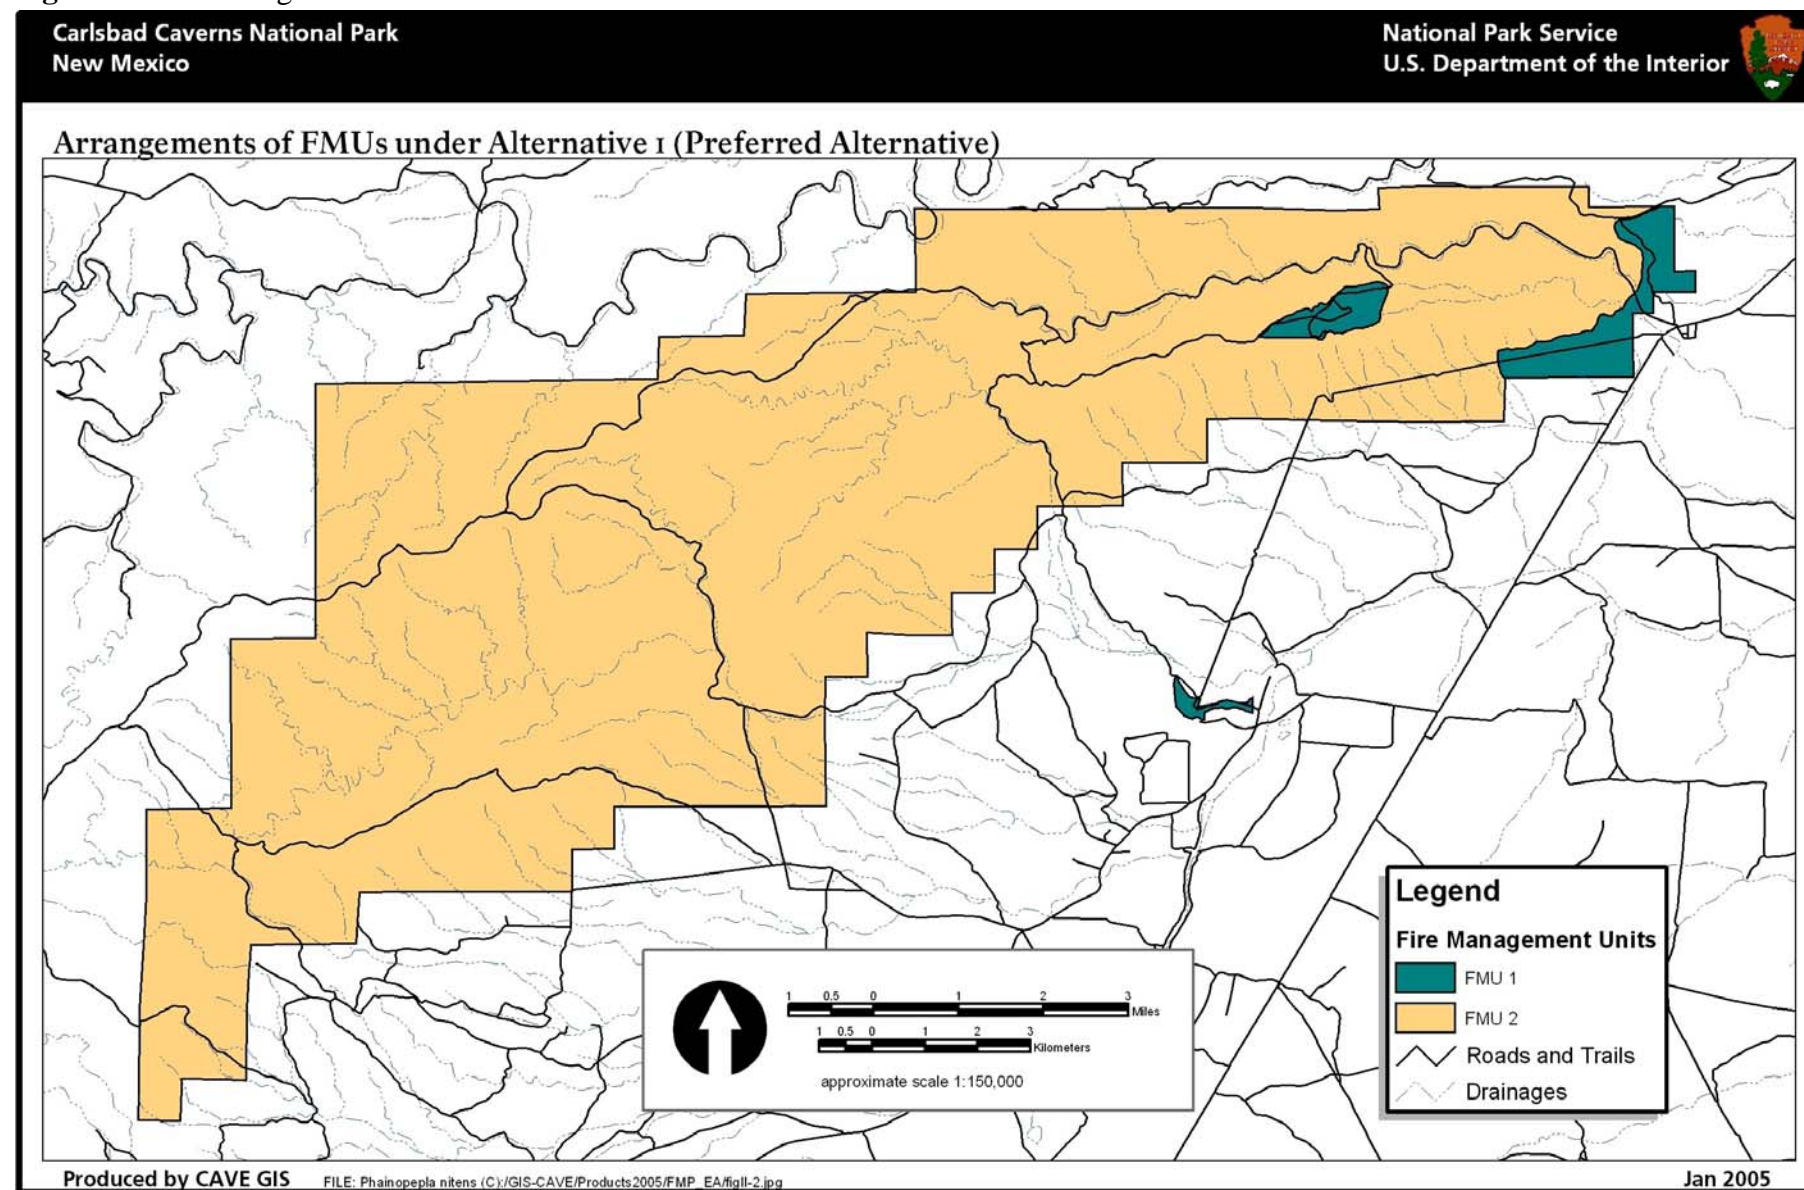 Carlsbad Caverns National Park
New Mexico
National Park Service
U.S. Department of the Interior
Arrangements of FMUs under Alternative 1 (Preferred Alternative)
Legend
Fire Management Units
FMU 1
FMU 2
Roads and Trails
Drainages
1 0.5 0 1 2 3
Miles
1 0.5 0 1 2 3
Kilometers
approximate scale 1:150,000
Produced by CAVE GIS
FILE: Phainopepla nitens (C):/GIS-CAVE/Products2005/FMP_EA/figII-2.jpg
Jan 2005